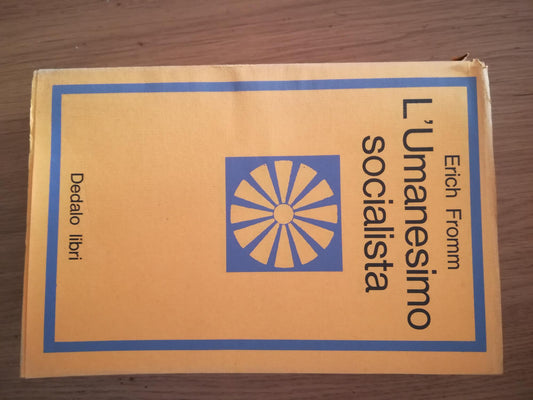 Erich Fromm
L'Umanesimo
socialista
Dedalo libri